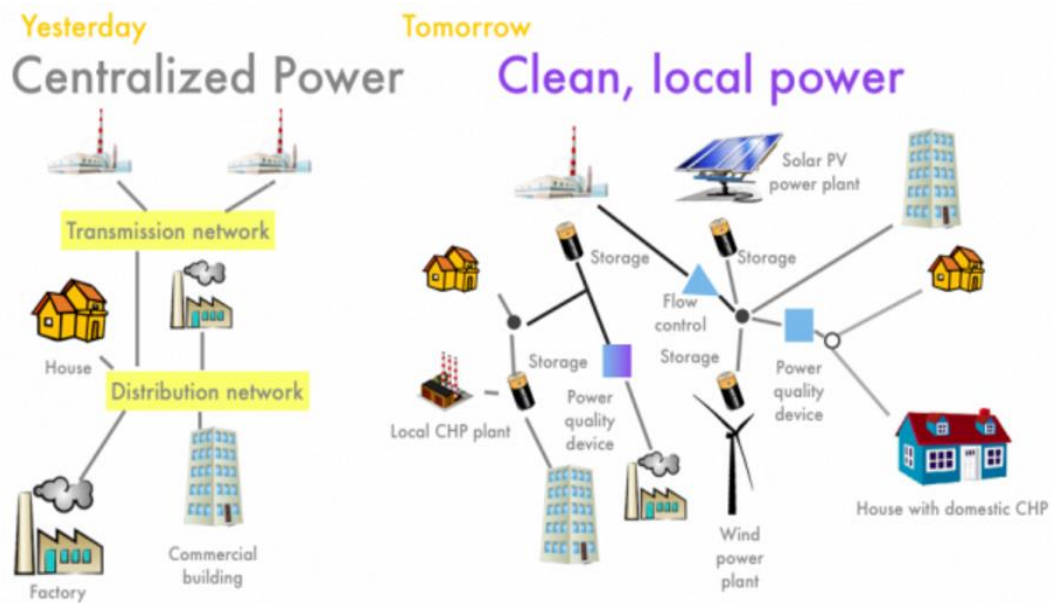 Yesterday
Centralized Power
Transmission network
House
Distribution network
Commercial
building
Factory
Tomorrow
Clean, local power
Solar PV
power plant
Storage
Storage
Flow
control
Storage
Storage
Power
quality
device
Power
quality
device
Local CHP plant
House with domestic CHP
Wind
power
plant